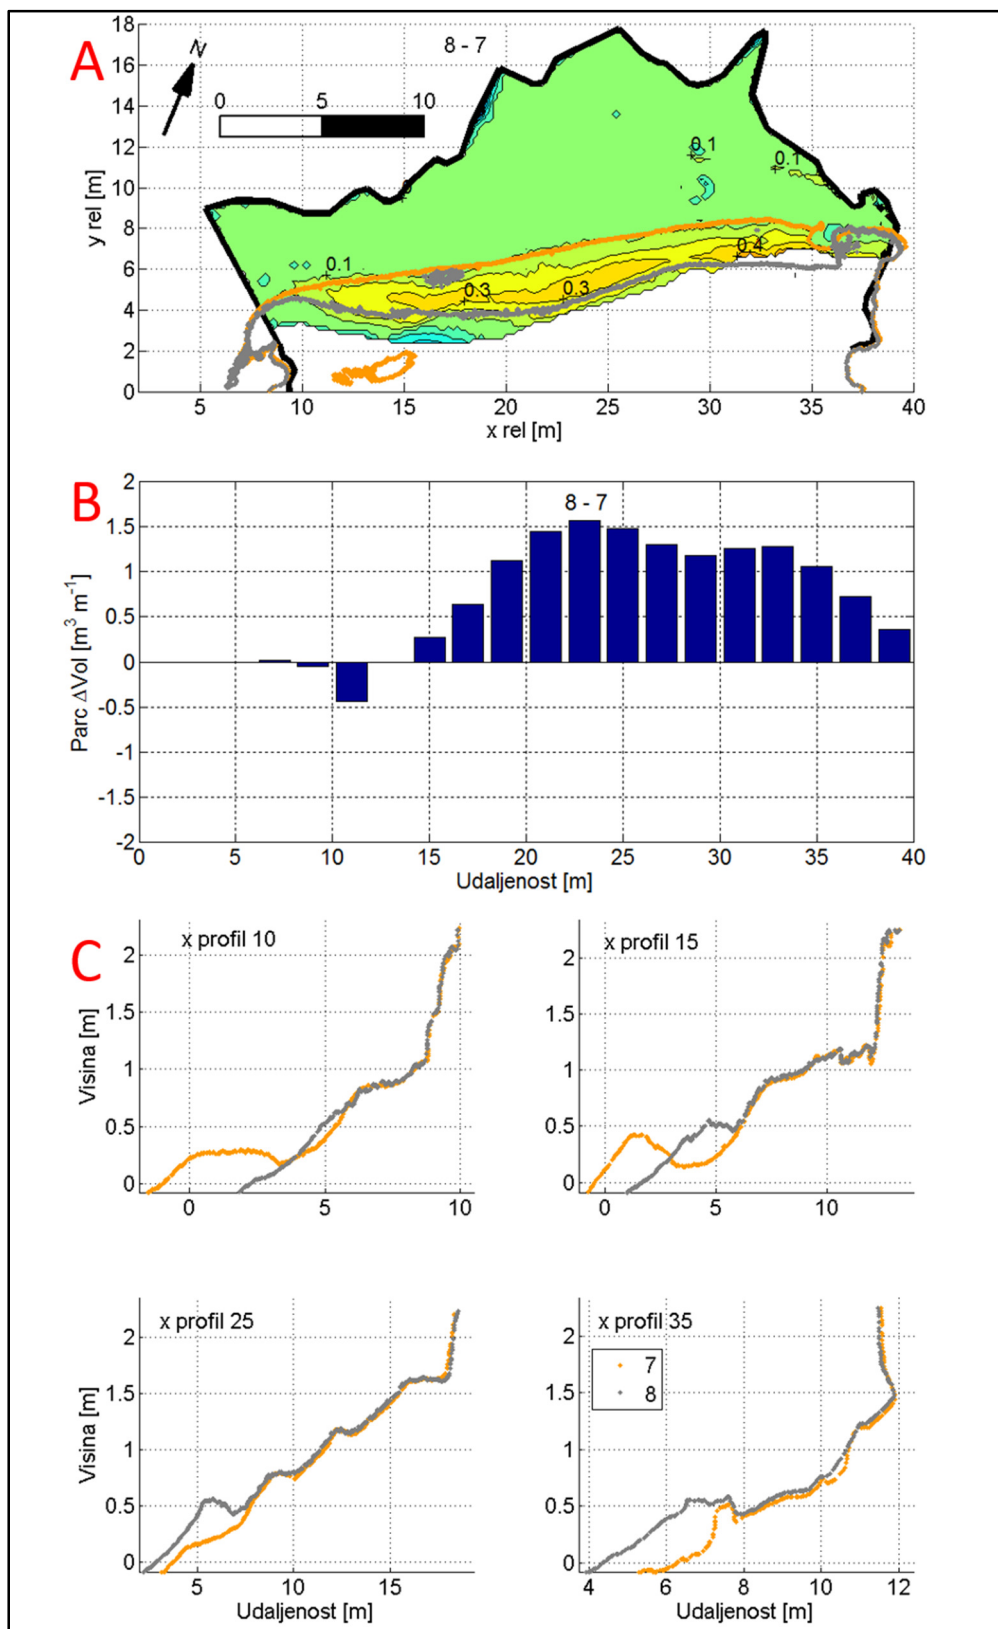 A
N
8 - 7
0 5 10
18
16
14
12
10
8
6
4
2
0
y rel [m]
0.1
0.1
0.4
0.1
0.3
0.3
5 10 15 20 25 30 35 40
x rel [m]
B
8 - 7
2
1.5
1
0.5
0
-0.5
-1
-1.5
-2
Parc ΔVol [m³ m⁻¹]
0 5 10 15 20 25 30 35 40
Udaljenost [m]
C
x profil 10
2
1.5
1
0.5
0
Visina [m]
0 5 10
x profil 15
2
1.5
1
0.5
0
0 5 10
x profil 25
2
1.5
1
0.5
0
Visina [m]
5 10 15
Udaljenost [m]
x profil 35
7
8
2
1.5
1
0.5
0
4 6 8 10 12
Udaljenost [m]